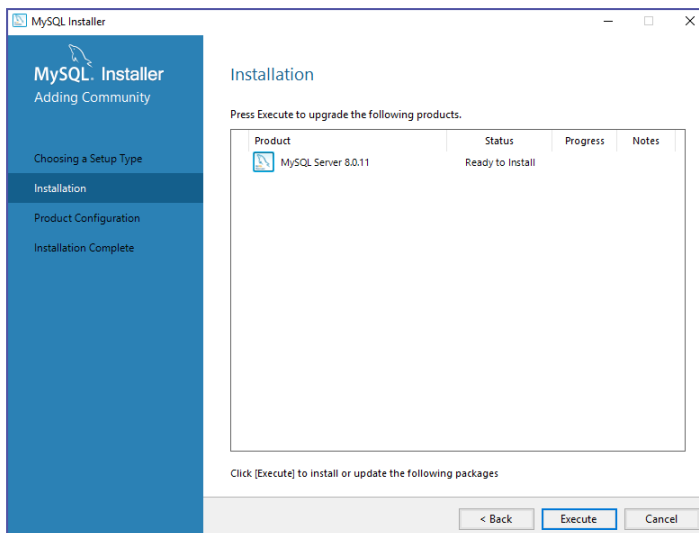 MySQL Installer
MySQL. Installer
Adding Community
Choosing a Setup Type
Installation
Product Configuration
Installation Complete
Installation
Press Execute to upgrade the following products.
Product Status Progress Notes
MySQL Server 8.0.11 Ready to Install
Click [Execute] to install or update the following packages
< Back Execute Cancel